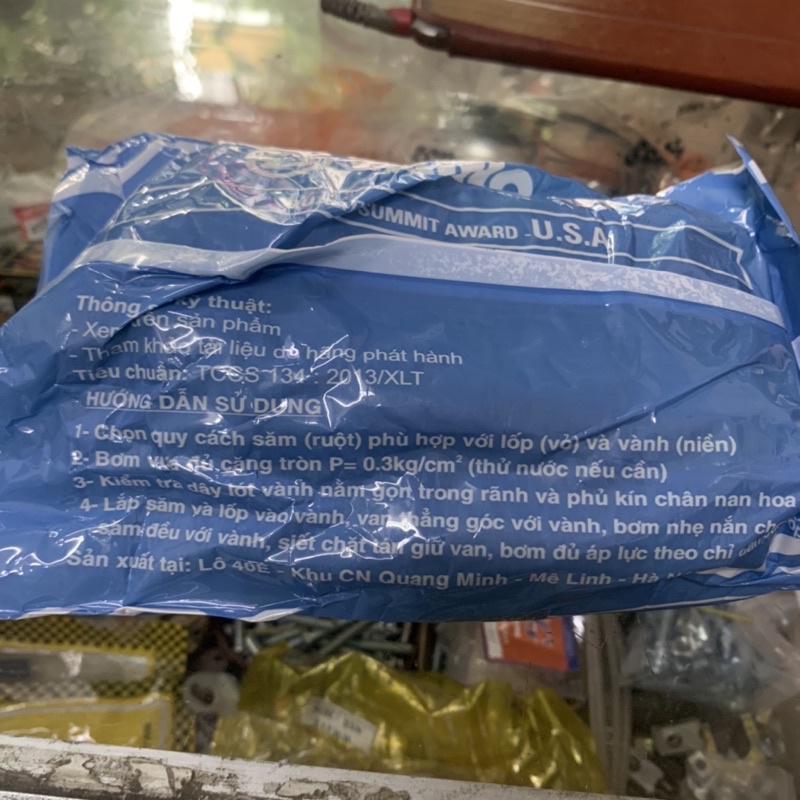 SUMMIT AWARD - U.S.A
Thông kỹ thuật:
- Xem trên sản phẩm
- Tham khảo tài liệu do hãng phát hành
Tiêu chuẩn: TCCS 134 : 2013/XLT
HƯỚNG DẪN SỬ DỤNG
1- Chọn quy cách săm (ruột) phù hợp với lốp (vỏ) và vành (niền)
2- Bơm vừa đủ căng tròn P= 0.3kg/cm² (thử nước nếu cần)
3- Kiểm tra dây lót vành nằm gọn trong rãnh và phủ kín chân nan hoa
4- Lắp săm và lốp vào vành, van thẳng góc với vành, bơm nhẹ nắn
săm đều với vành, siết chặt tán giữ van, bơm đủ áp lực theo chỉ
Sản xuất tại: Lô 46E - Khu CN Quang Minh - Mê Linh - Hà